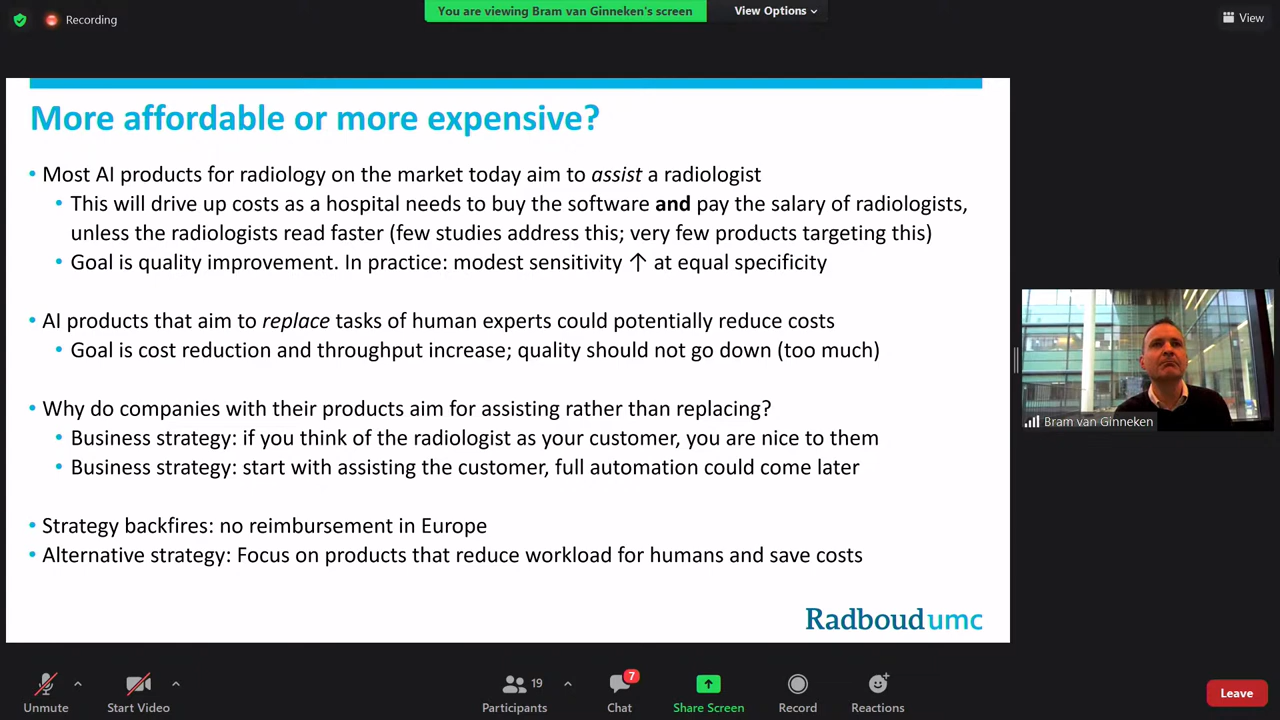 You are viewing Bram van Ginneken's screen
View Options
Recording
View
More affordable or more expensive?
• Most AI products for radiology on the market today aim to assist a radiologist
• This will drive up costs as a hospital needs to buy the software and pay the salary of radiologists,
unless the radiologists read faster (few studies address this; very few products targeting this)
• Goal is quality improvement. In practice: modest sensitivity ↑ at equal specificity
• AI products that aim to replace tasks of human experts could potentially reduce costs
• Goal is cost reduction and throughput increase; quality should not go down (too much)
• Why do companies with their products aim for assisting rather than replacing?
• Business strategy: if you think of the radiologist as your customer, you are nice to them
• Business strategy: start with assisting the customer, full automation could come later
• Strategy backfires: no reimbursement in Europe
• Alternative strategy: Focus on products that reduce workload for humans and save costs
Radboudumc
Bram van Ginneken
Unmute
Start Video
Participants
19
Chat
7
Share Screen
Record
Reactions
Leave